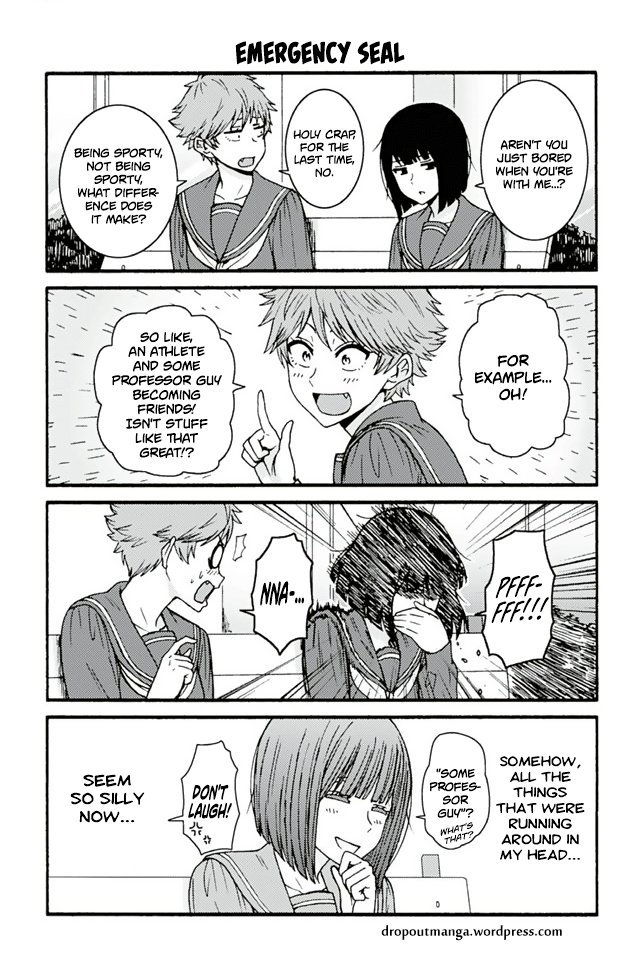 EMERGENCY SEAL
AREN'T YOU
JUST BORED
WHEN YOU'RE
WITH ME...?
HOLY CRAP,
FOR THE
LAST TIME,
NO.
BEING SPORTY,
NOT BEING
SPORTY,
WHAT DIFFER-
ENCE DOES
IT MAKE?
FOR
EXAMPLE...
OH!
SO LIKE,
AN ATHLETE
AND SOME
PROFESSOR GUY
BECOMING
FRIENDS!
ISN'T STUFF
LIKE THAT
GREAT!?
PFFF-
FFF!!!
NNA-...
SOMEHOW,
ALL THE
THINGS
THAT WERE
RUNNING
AROUND IN
MY HEAD...
"SOME
PROFES-
SOR
GUY"?
WHAT'S
THAT?
DON'T
LAUGH!
SEEM
SO SILLY
NOW...
dropoutmanga.wordpress.com